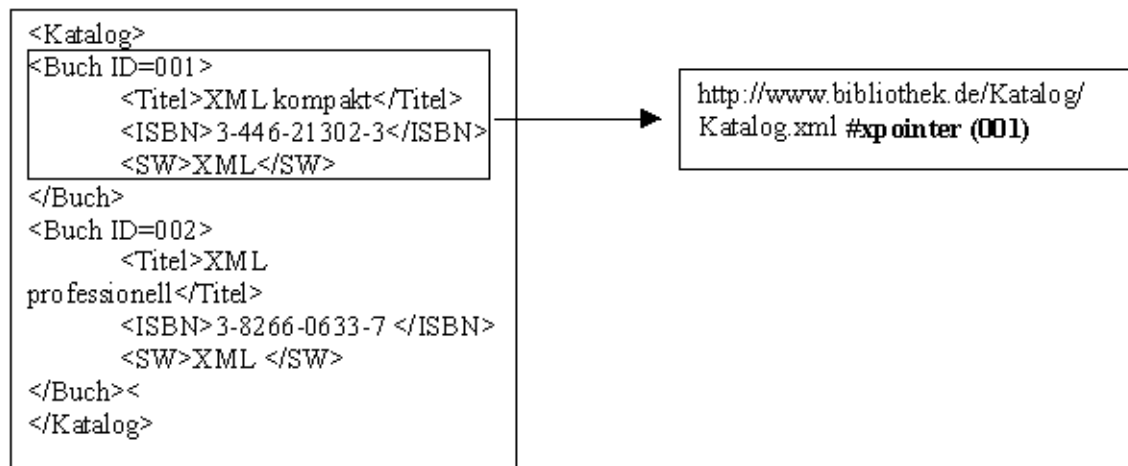 <Katalog>
<Buch ID=001>
<Titel>XML kompakt</Titel>
<ISBN>3-446-21302-3</ISBN>
<SW>XML</SW>
</Buch>
<Buch ID=002>
<Titel>XML
professionell</Titel>
<ISBN>3-8266-0633-7 </ISBN>
<SW>XML </SW>
</Buch><
</Katalog>
http://www.bibliothek.de/Katalog/
Katalog.xml #xpointer (001)